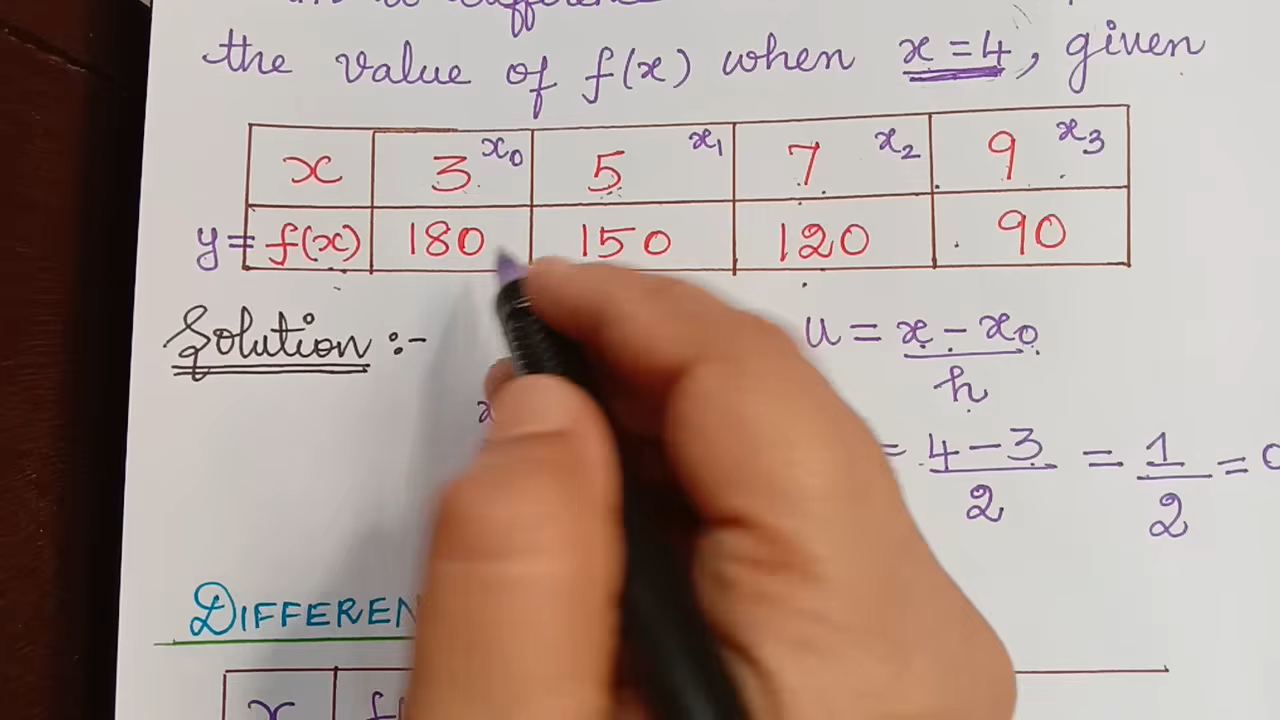 the value of f(x) when x = 4, given
x 3 x₀ 5 x₁ 7 x₂ 9 x₃
y = f(x) 180 150 120 90
Solution :-
u = x - x₀ / h
= 4 - 3 / 2 = 1 / 2 =
x